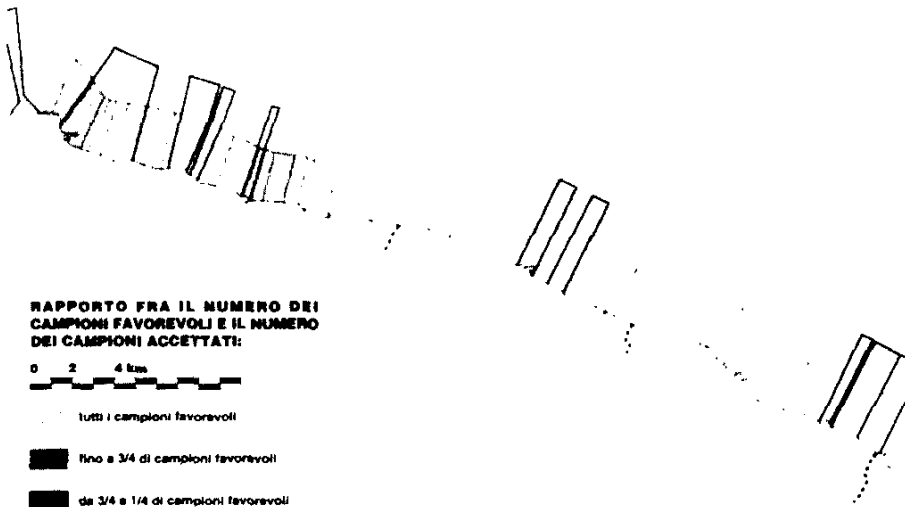 RAPPORTO FRA IL NUMERO DEI
CAMPIONI FAVOREVOLI E IL NUMERO
DEI CAMPIONI ACCETTATI:
0 2 4 km
tutti i campioni favorevoli
fino a 3/4 di campioni favorevoli
da 3/4 a 1/4 di campioni favorevoli